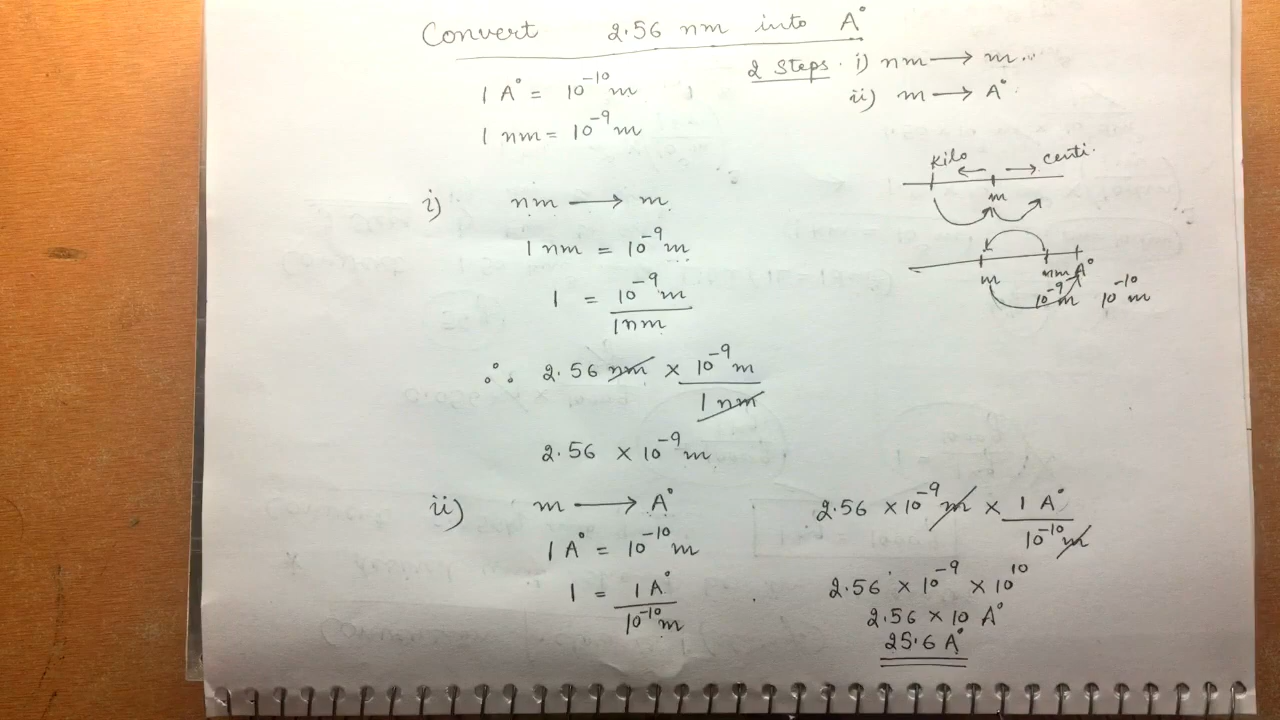 Convert 2.56 nm into A°
2 Steps. i) nm → m.
ii) m → A°
1 A° = 10⁻¹⁰ m
1 nm = 10⁻⁹ m
Kilo ← → centi.
m
m nm A°
10⁻⁹ m 10⁻¹⁰ m
i) nm → m
1 nm = 10⁻⁹ m
1 = 10⁻⁹ m
1 nm
∴ 2.56 nm × 10⁻⁹ m
1 nm
2.56 × 10⁻⁹ m
ii) m → A°
1 A° = 10⁻¹⁰ m
1 = 1 A°
10⁻¹⁰ m
2.56 × 10⁻⁹ m × 1 A°
10⁻¹⁰ m
2.56 × 10⁻⁹ × 10¹⁰
2.56 × 10 A°
25.6 A°